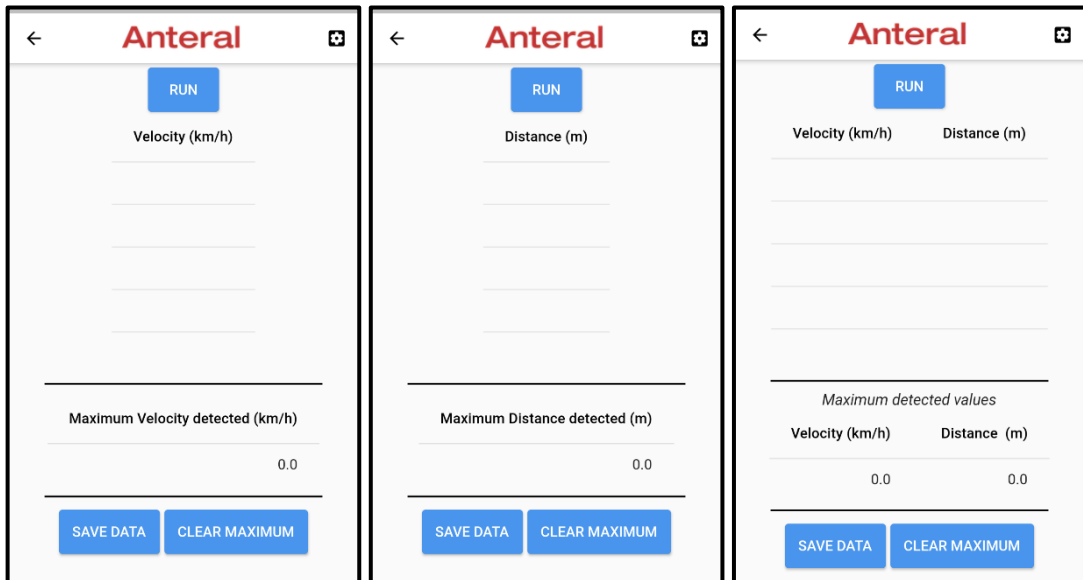 Anteral
RUN
Velocity (km/h)
Maximum Velocity detected (km/h)
0.0
SAVE DATA CLEAR MAXIMUM
Anteral
RUN
Distance (m)
Maximum Distance detected (m)
0.0
SAVE DATA CLEAR MAXIMUM
Anteral
RUN
Velocity (km/h) Distance (m)
Maximum detected values
Velocity (km/h) Distance (m)
0.0 0.0
SAVE DATA CLEAR MAXIMUM